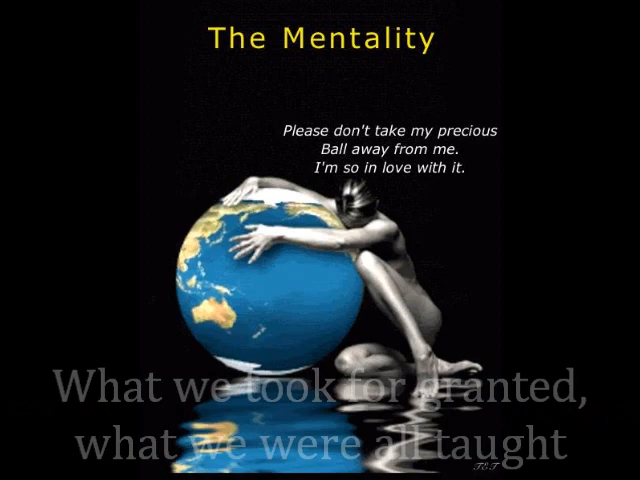 The Mentality
Please don't take my precious
Ball away from me.
I'm so in love with it.
What we took for granted,
what we were all taught
TET